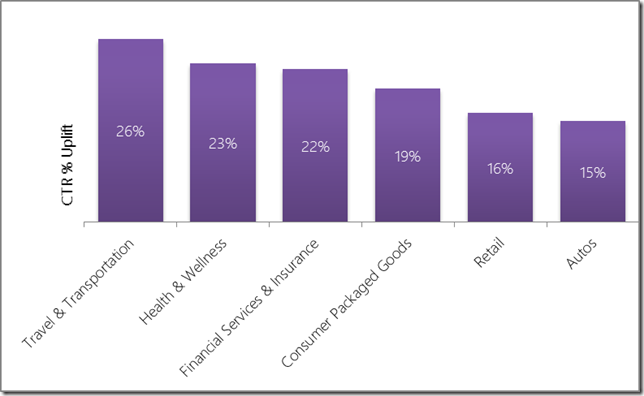 CTR % Uplift
26%
23%
22%
19%
16%
15%
Travel & Transportation
Health & Wellness
Financial Services & Insurance
Consumer Packaged Goods
Retail
Autos